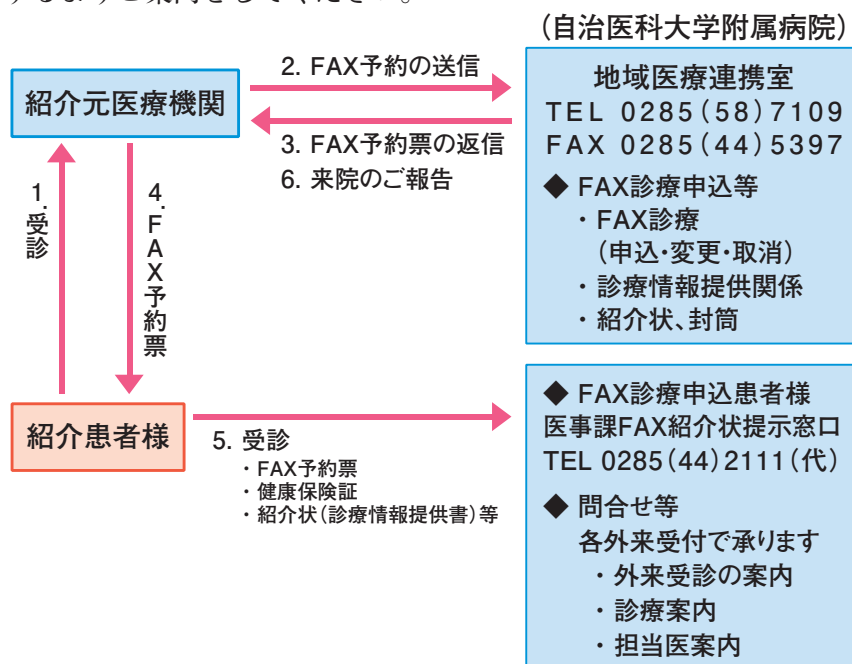 (自治医科大学附属病院)
紹介元医療機関
2. FAX予約の送信
3. FAX予約票の返信
6. 来院のご報告
地域医療連携室
TEL 0285(58)7109
FAX 0285(44)5397
◆ FAX診療申込等
・FAX診療
(申込・変更・取消)
・診療情報提供関係
・紹介状、封筒
1.受診
4.FAX予約票
紹介患者様
5. 受診
・FAX予約票
・健康保険証
・紹介状(診療情報提供書)等
◆ FAX診療申込患者様
医事課FAX紹介状提示窓口
TEL 0285(44)2111(代)
◆ 問合せ等
各外来受付で承ります
・外来受診の案内
・診療案内
・担当医案内